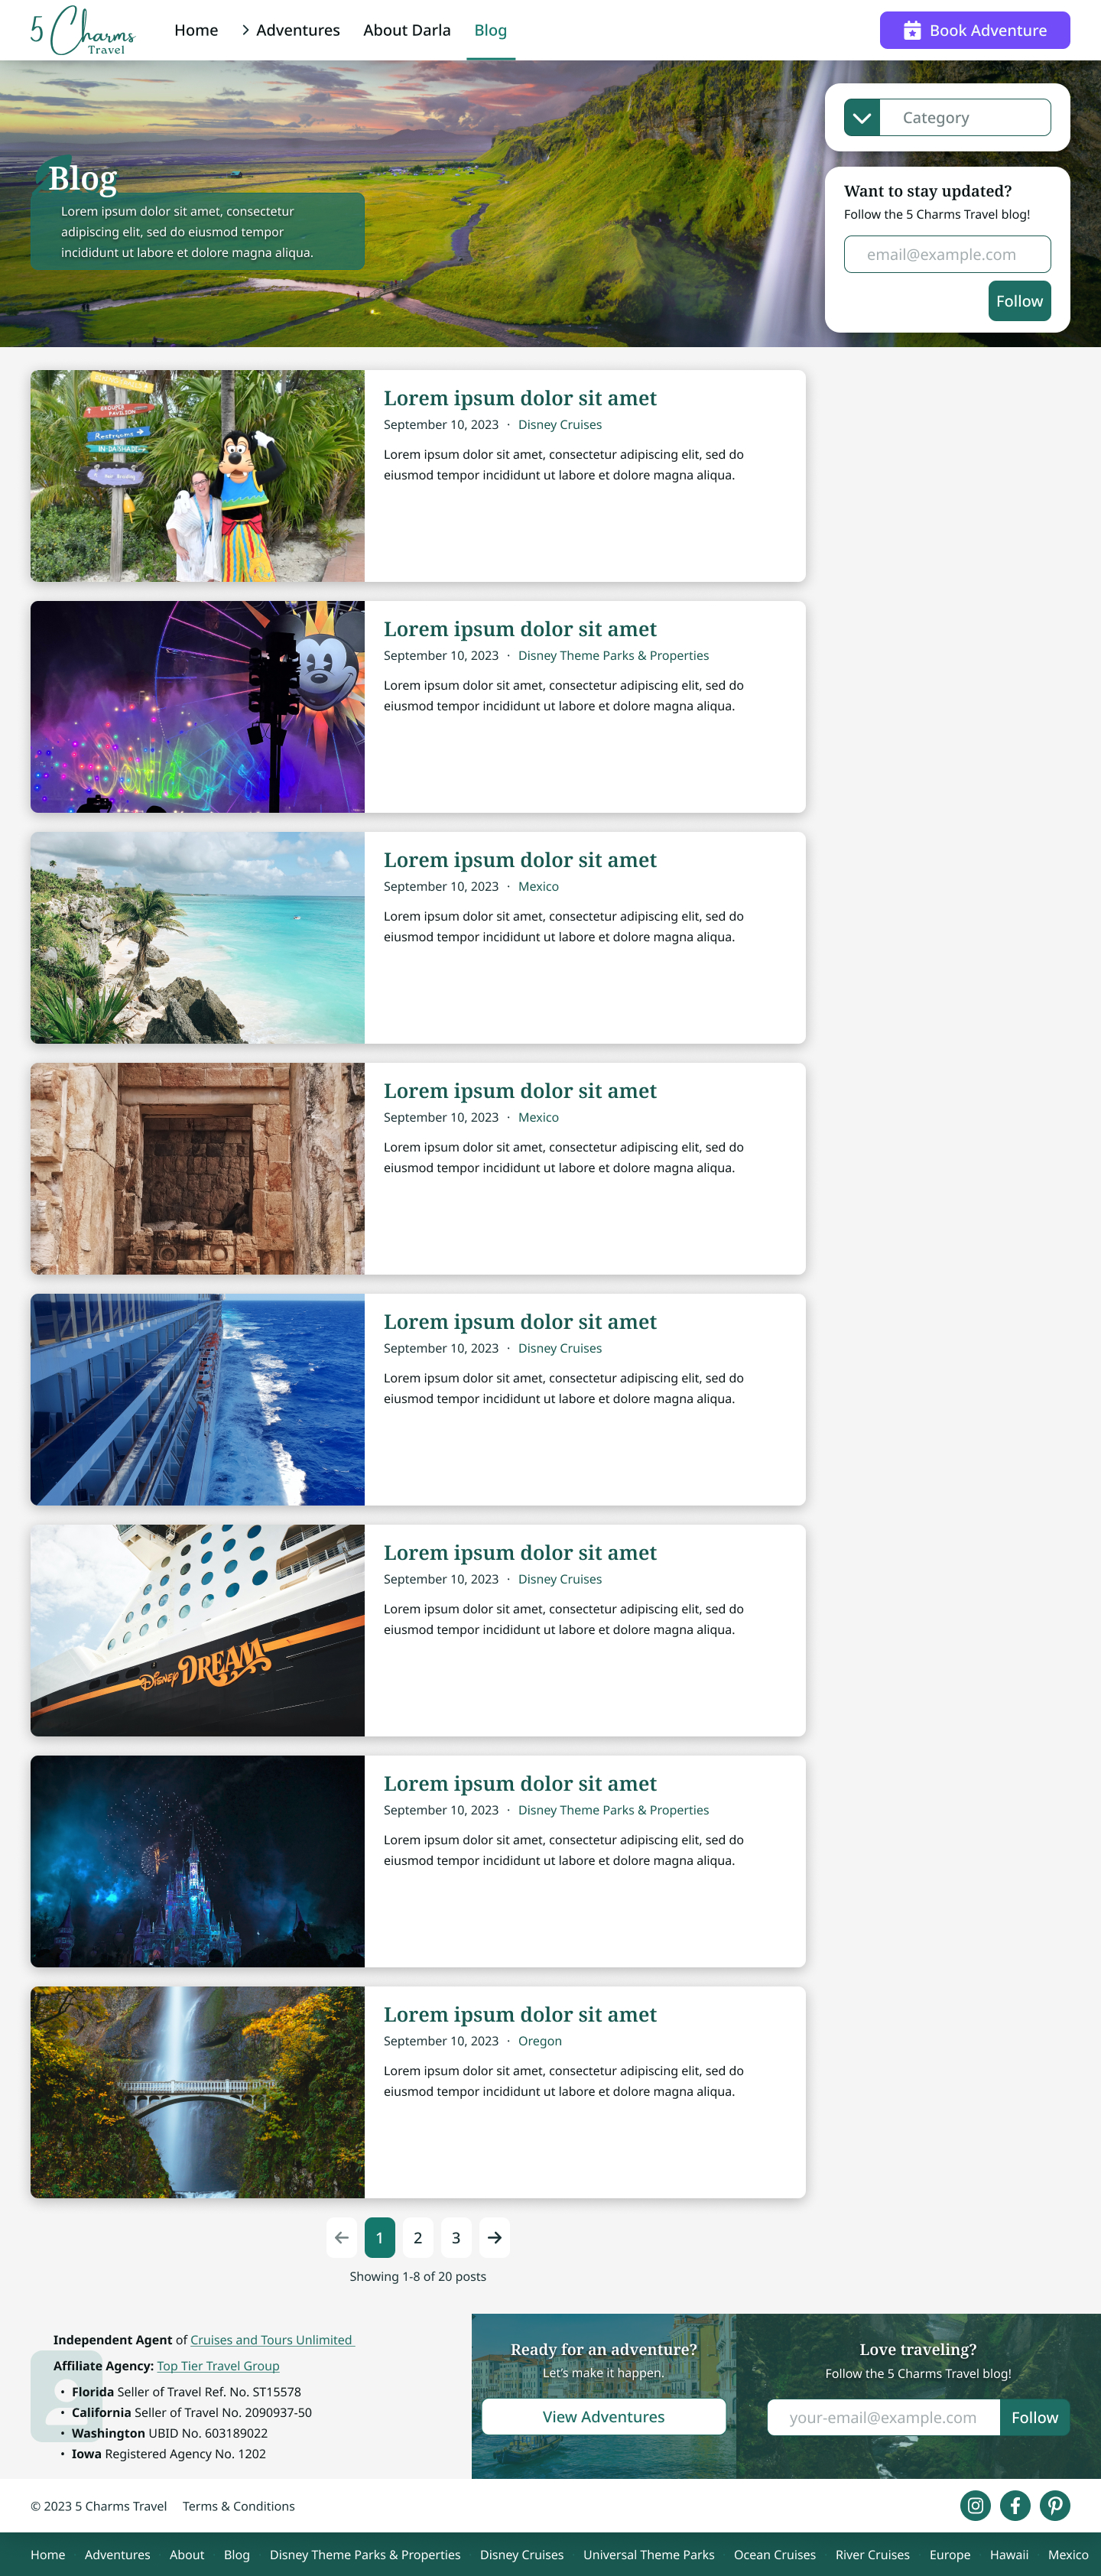 5 Charms
Travel
Home
Adventures
About Darla
Blog
Book Adventure
Category
Blog
Lorem ipsum dolor sit amet, consectetur
adipiscing elit, sed do eiusmod tempor
incididunt ut labore et dolore magna aliqua.
Want to stay updated?
Follow the 5 Charms Travel blog!
email@example.com
Follow
Lorem ipsum dolor sit amet
September 10, 2023 · Disney Cruises
Lorem ipsum dolor sit amet, consectetur adipiscing elit, sed do
eiusmod tempor incididunt ut labore et dolore magna aliqua.
Lorem ipsum dolor sit amet
September 10, 2023 · Disney Theme Parks & Properties
Lorem ipsum dolor sit amet, consectetur adipiscing elit, sed do
eiusmod tempor incididunt ut labore et dolore magna aliqua.
Lorem ipsum dolor sit amet
September 10, 2023 · Mexico
Lorem ipsum dolor sit amet, consectetur adipiscing elit, sed do
eiusmod tempor incididunt ut labore et dolore magna aliqua.
Lorem ipsum dolor sit amet
September 10, 2023 · Mexico
Lorem ipsum dolor sit amet, consectetur adipiscing elit, sed do
eiusmod tempor incididunt ut labore et dolore magna aliqua.
Lorem ipsum dolor sit amet
September 10, 2023 · Disney Cruises
Lorem ipsum dolor sit amet, consectetur adipiscing elit, sed do
eiusmod tempor incididunt ut labore et dolore magna aliqua.
Disney DREAM
Lorem ipsum dolor sit amet
September 10, 2023 · Disney Cruises
Lorem ipsum dolor sit amet, consectetur adipiscing elit, sed do
eiusmod tempor incididunt ut labore et dolore magna aliqua.
Lorem ipsum dolor sit amet
September 10, 2023 · Disney Theme Parks & Properties
Lorem ipsum dolor sit amet, consectetur adipiscing elit, sed do
eiusmod tempor incididunt ut labore et dolore magna aliqua.
Lorem ipsum dolor sit amet
September 10, 2023 · Oregon
Lorem ipsum dolor sit amet, consectetur adipiscing elit, sed do
eiusmod tempor incididunt ut labore et dolore magna aliqua.
1 2 3
Showing 1-8 of 20 posts
Independent Agent of Cruises and Tours Unlimited
Affiliate Agency: Top Tier Travel Group
• Florida Seller of Travel Ref. No. ST15578
• California Seller of Travel No. 2090937-50
• Washington UBID No. 603189022
• Iowa Registered Agency No. 1202
Ready for an adventure?
Let's make it happen.
View Adventures
Love traveling?
Follow the 5 Charms Travel blog!
your-email@example.com
Follow
© 2023 5 Charms Travel
Terms & Conditions
Home Adventures About Blog Disney Theme Parks & Properties Disney Cruises Universal Theme Parks Ocean Cruises River Cruises Europe Hawaii Mexico